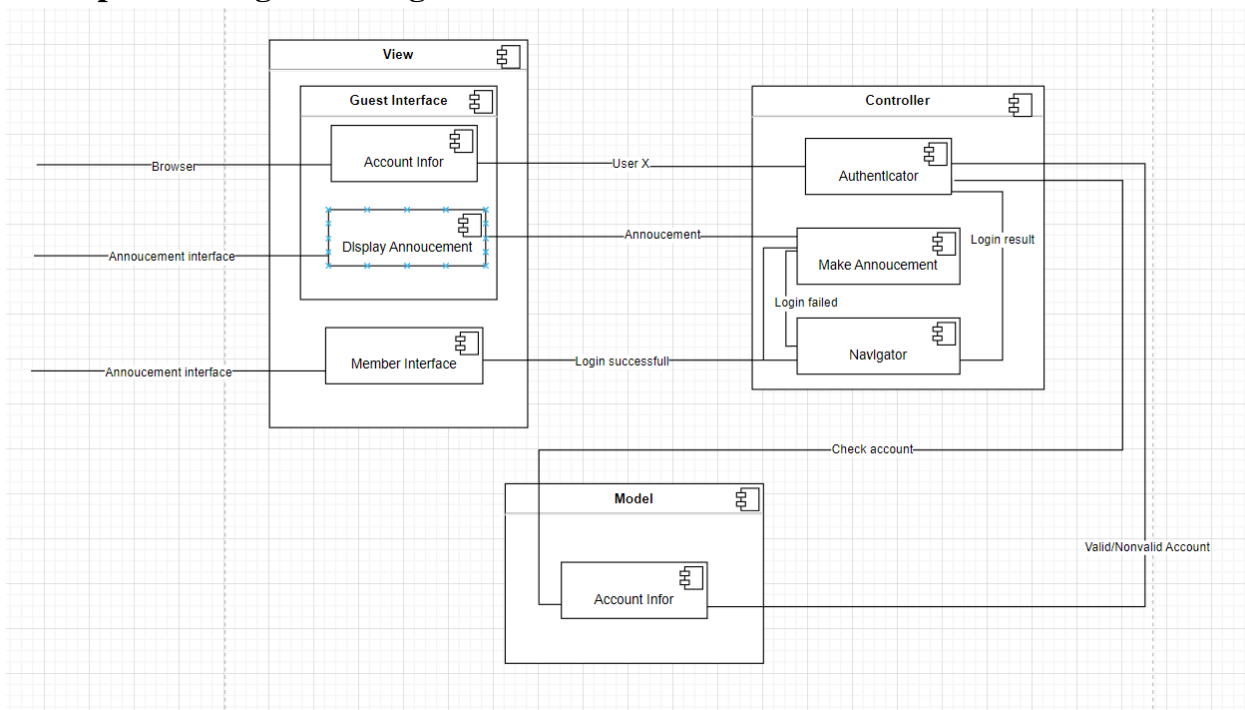 View
Guest Interface
Controller
Account Infor
Browser
User X
Authenticator
DIsplay Annoucement
Annoucement
Annoucement interface
Login result
Make Annoucement
Login failed
Member Interface
Login successfull
Navigator
Annoucement interface
Check account
Model
Valid/Nonvalid Account
Account Infor